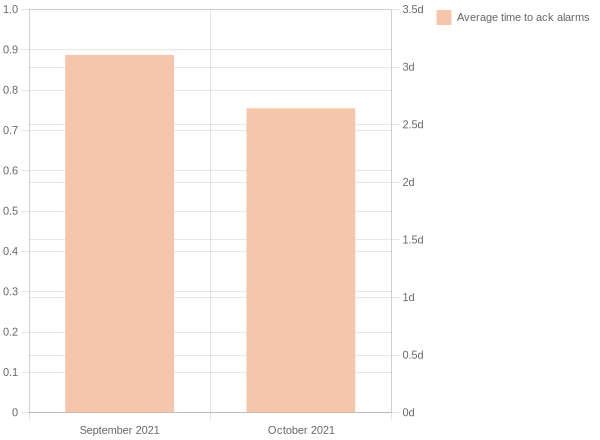 1.0
0.9
0.8
0.7
0.6
0.5
0.4
0.3
0.2
0.1
0
3.5d
3d
2.5d
2d
1.5d
1d
0.5d
0d
September 2021
October 2021
Average time to ack alarms